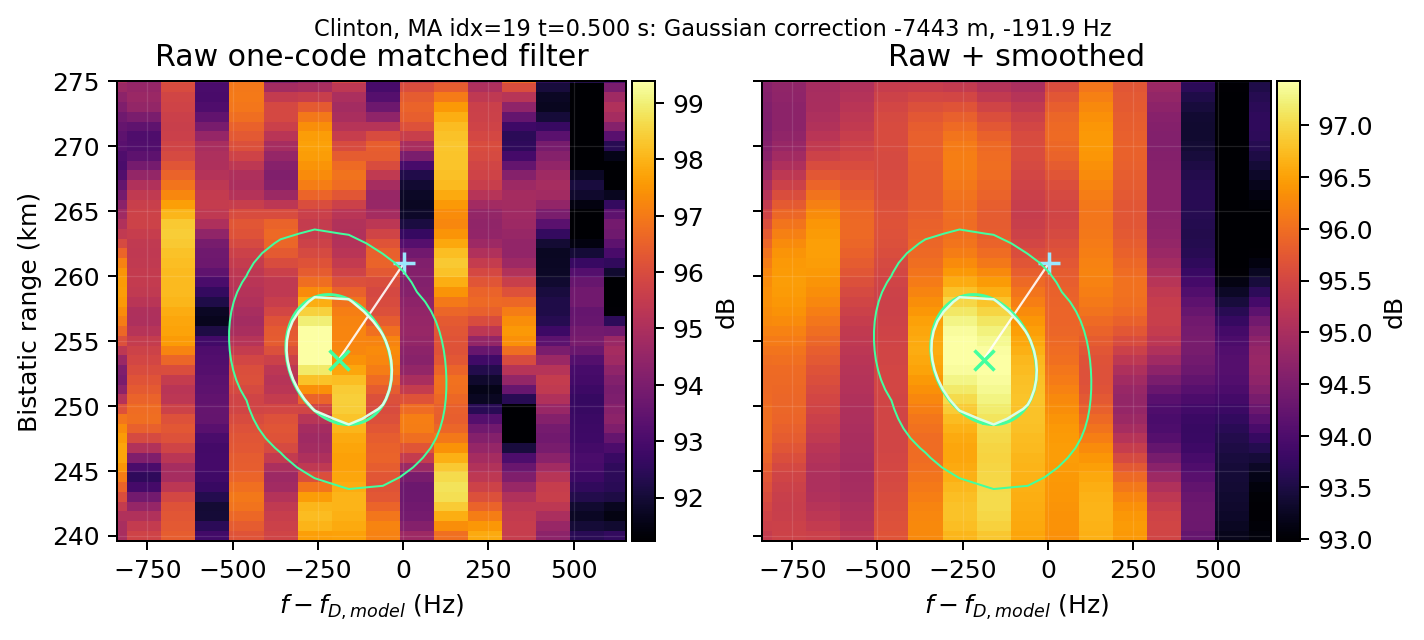 Clinton, MA idx=19 t=0.500 s: Gaussian correction -7443 m, -191.9 Hz
Raw one-code matched filter
Raw + smoothed
Bistatic range (km)
275
270
265
260
255
250
245
240
−750 −500 −250 0 250 500
f − f_{D, model} (Hz)
99
98
97
96
95
94
93
92
dB
−750 −500 −250 0 250 500
f − f_{D, model} (Hz)
97.0
96.5
96.0
95.5
95.0
94.5
94.0
93.5
93.0
dB